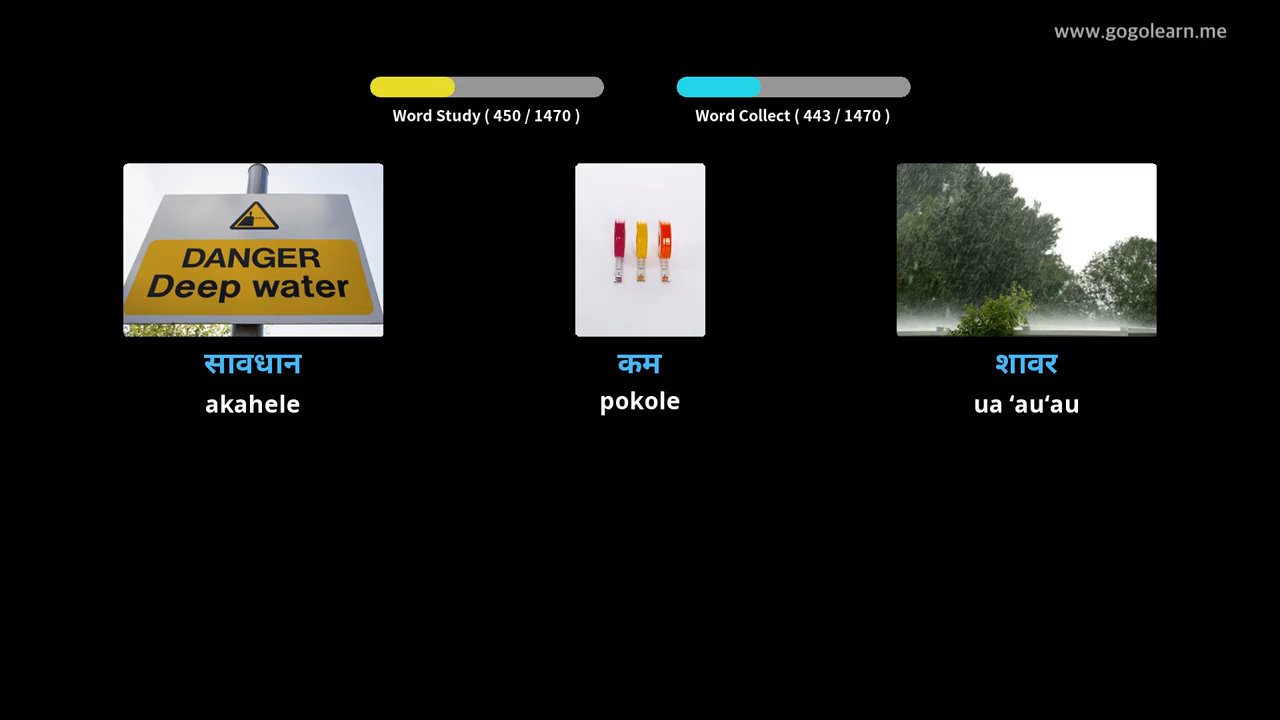 www.gogolearn.me
Word Study ( 450 / 1470 )
Word Collect ( 443 / 1470 )
DANGER
Deep water
सावधान
कम
शावर
akahele
pokole
ua ʻauʻau